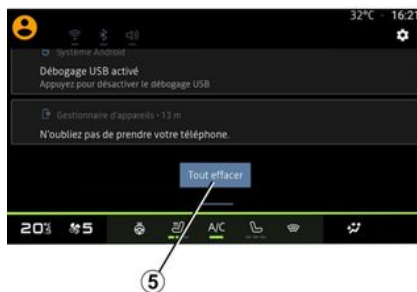 32°C - 16:21
Système Android
Débogage USB activé
Appuyez pour désactiver le débogage USB
Gestionnaire d'appareils • 13 m
N'oubliez pas de prendre votre téléphone.
Tout effacer
20 5 A/C
5